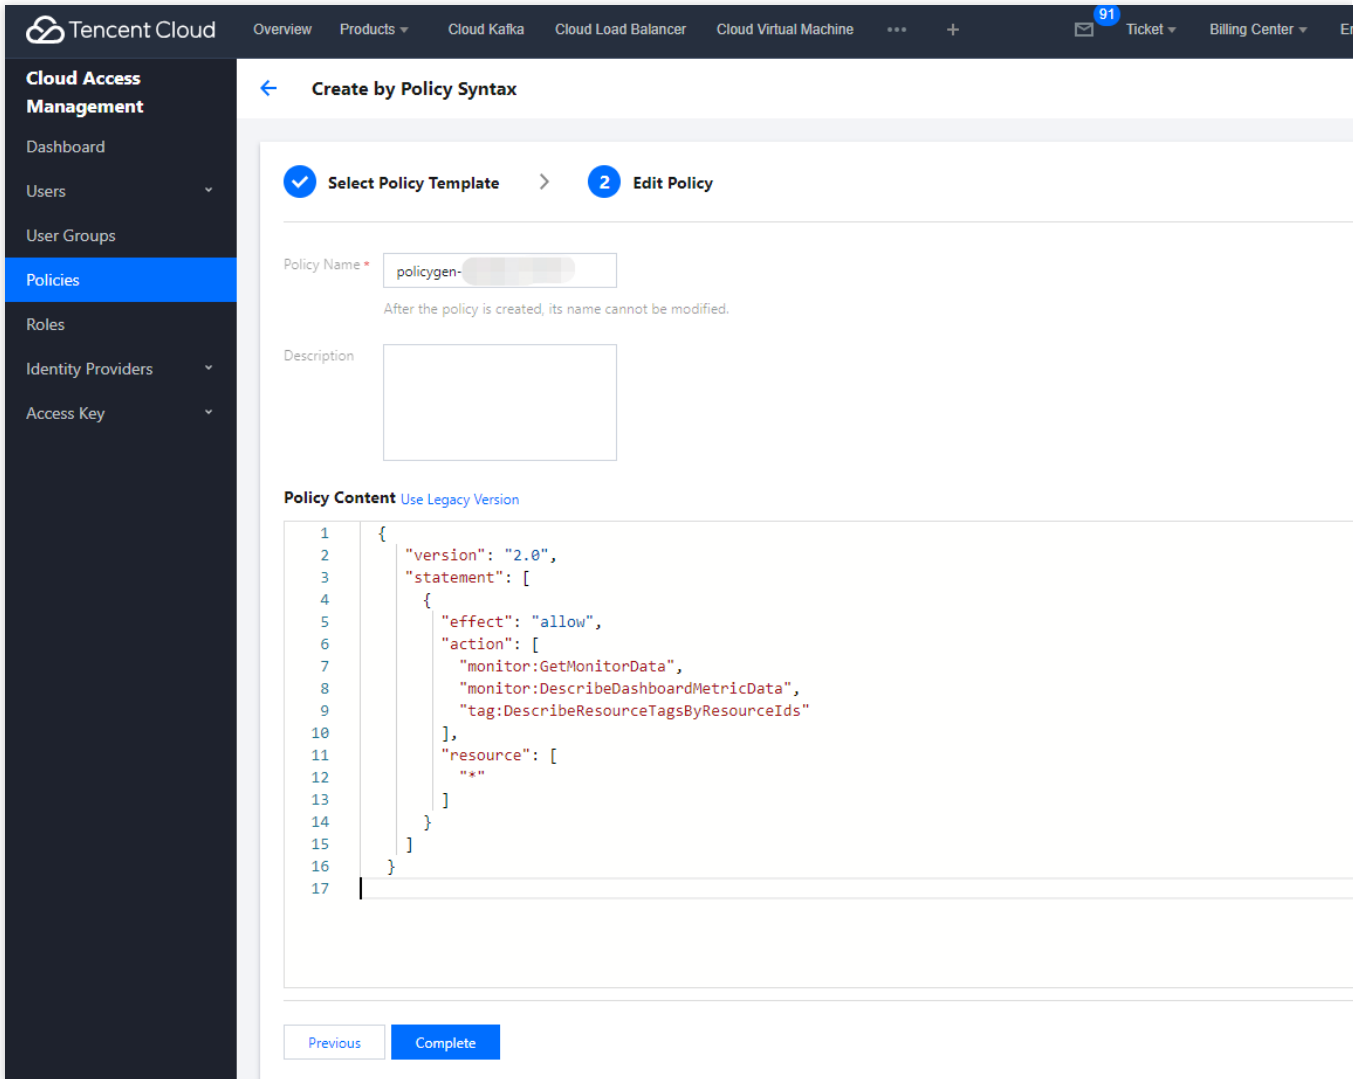 Tencent Cloud Overview Products Cloud Kafka Cloud Load Balancer Cloud Virtual Machine ••• + 91 Ticket Billing Center
Cloud Access
Management
Dashboard
Users
User Groups
Policies
Roles
Identity Providers
Access Key
Create by Policy Syntax
Select Policy Template > 2 Edit Policy
Policy Name * policygen-
After the policy is created, its name cannot be modified.
Description
Policy Content Use Legacy Version
1 {
2 "version": "2.0",
3 "statement": [
4 {
5 "effect": "allow",
6 "action": [
7 "monitor:GetMonitorData",
8 "monitor:DescribeDashboardMetricData",
9 "tag:DescribeResourceTagsByResourceIds"
10 ],
11 "resource": [
12 "*"
13 ]
14 }
15 ]
16 }
17
Previous Complete